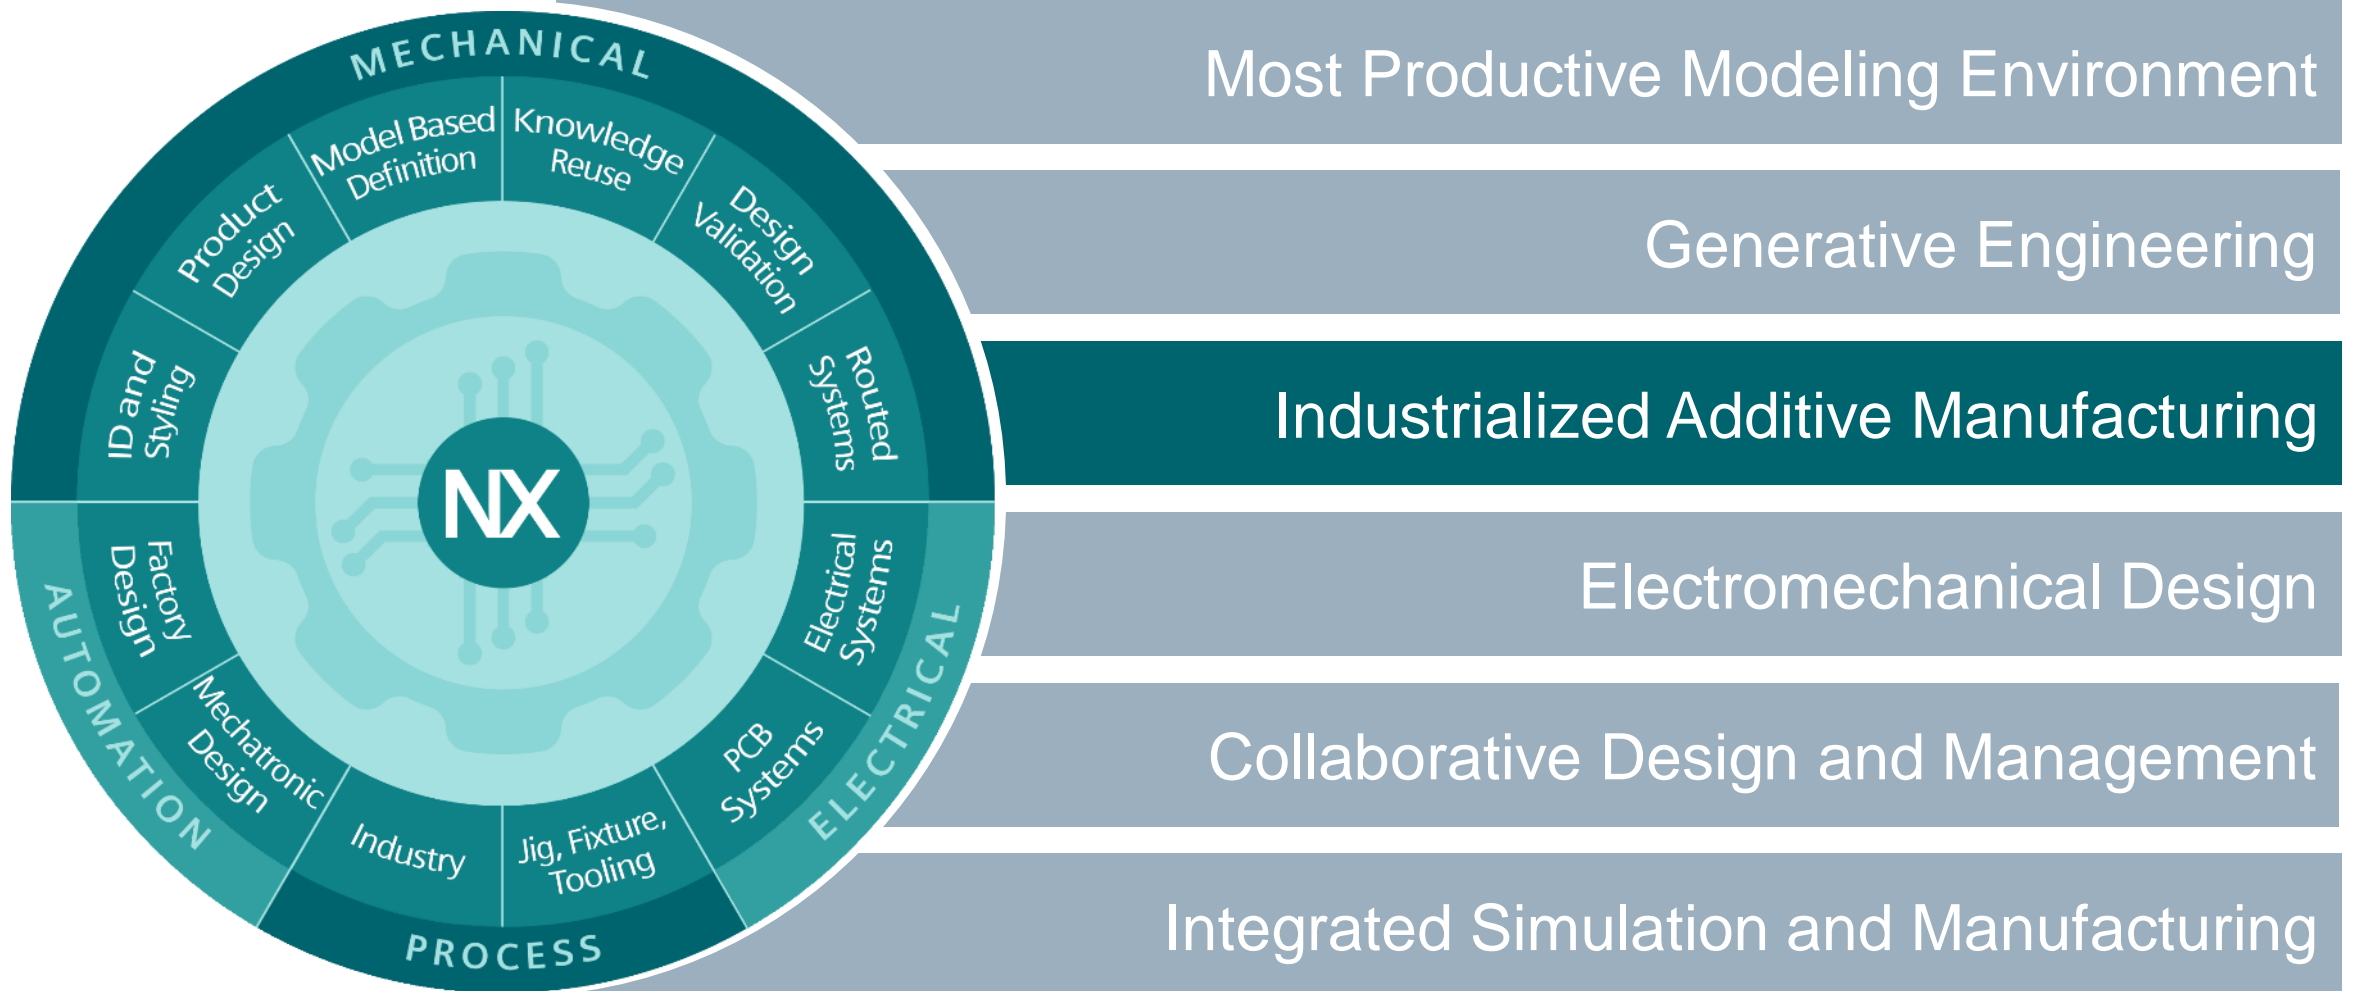 MECHANICAL
Model Based
Definition
Knowledge
Reuse
Product
Design
Design
Validation
ID and
Styling
Routed
Systems
NX
Factory
Design
Electrical
Systems
AUTOMATION
ELECTRICAL
Mechatronic
Design
PCB
Systems
Industry
Jig, Fixture,
Tooling
PROCESS
Most Productive Modeling Environment
Generative Engineering
Industrialized Additive Manufacturing
Electromechanical Design
Collaborative Design and Management
Integrated Simulation and Manufacturing